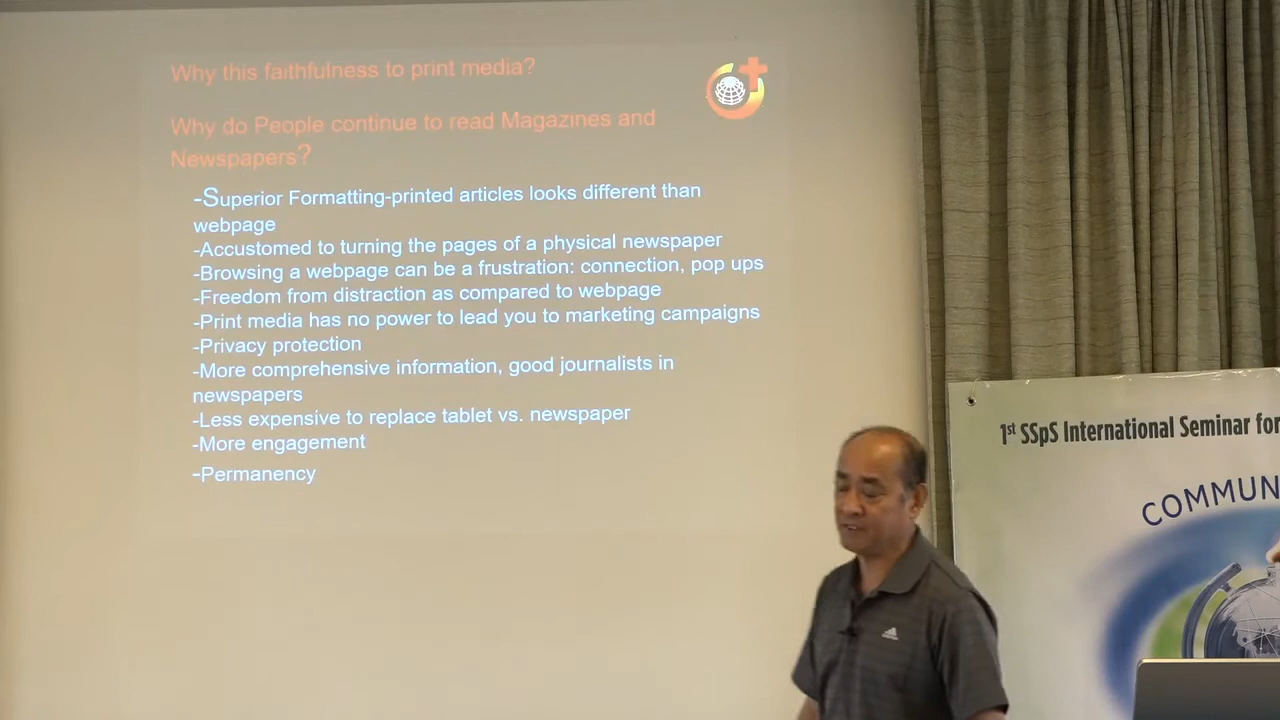 Why this faithfulness to print media?
Why do People continue to read Magazines and
Newspapers?
-Superior Formatting-printed articles looks different than
webpage
-Accustomed to turning the pages of a physical newspaper
-Browsing a webpage can be a frustration: connection, pop ups
-Freedom from distraction as compared to webpage
-Print media has no power to lead you to marketing campaigns
-Privacy protection
-More comprehensive information, good journalists in
newspapers
-Less expensive to replace tablet vs. newspaper
-More engagement
-Permanency
1st SSpS International Seminar for
COMMUN